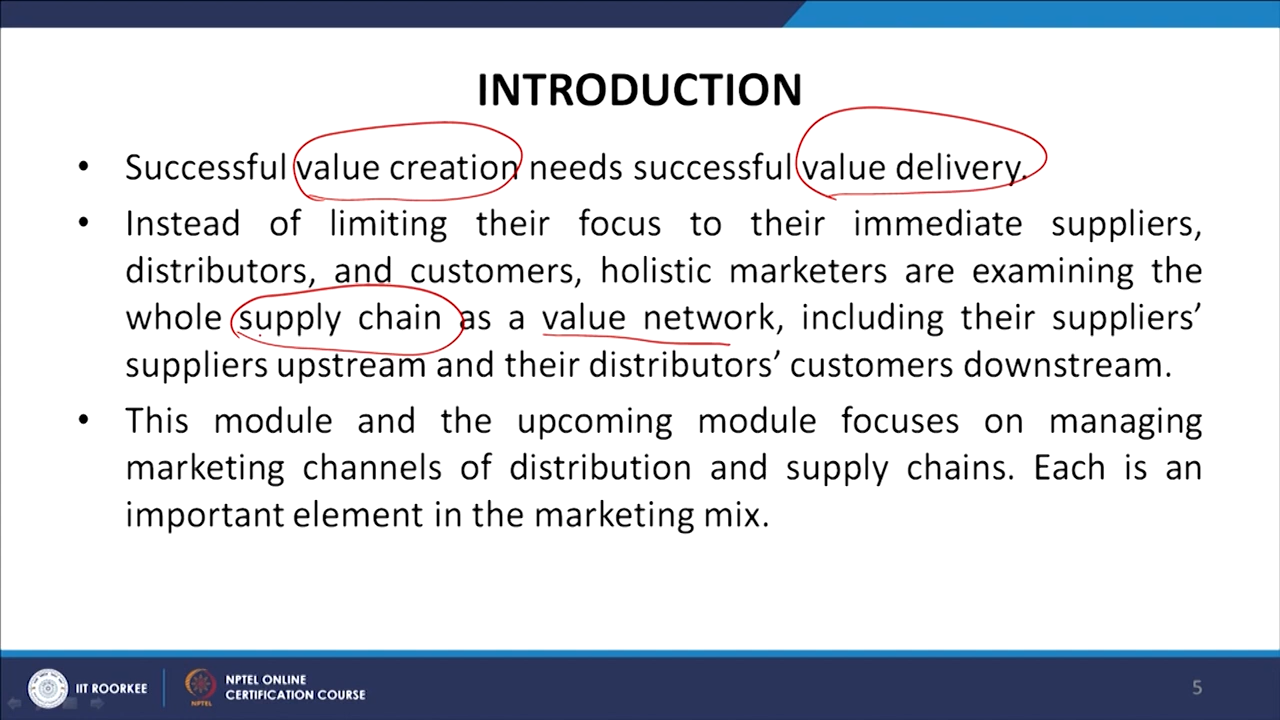 INTRODUCTION
• Successful value creation needs successful value delivery.
• Instead of limiting their focus to their immediate suppliers,
distributors, and customers, holistic marketers are examining the
whole supply chain as a value network, including their suppliers’
suppliers upstream and their distributors’ customers downstream.
• This module and the upcoming module focuses on managing
marketing channels of distribution and supply chains. Each is an
important element in the marketing mix.
IIT ROORKEE
NPTEL
NPTEL ONLINE
CERTIFICATION COURSE
5